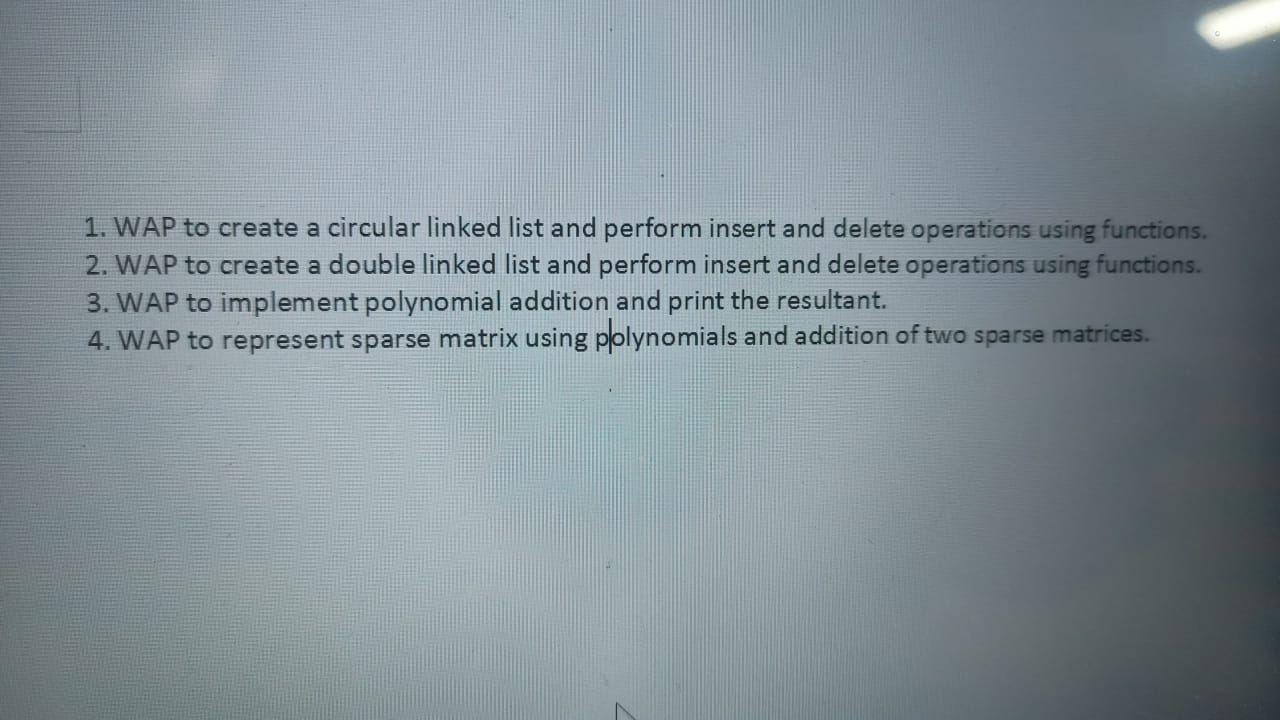 1. WAP to create a circular linked list and perform insert and delete operations using functions.
2. WAP to create a double linked list and perform insert and delete operations using functions.
3. WAP to implement polynomial addition and print the resultant.
4. WAP to represent sparse matrix using polynomials and addition of two sparse matrices.